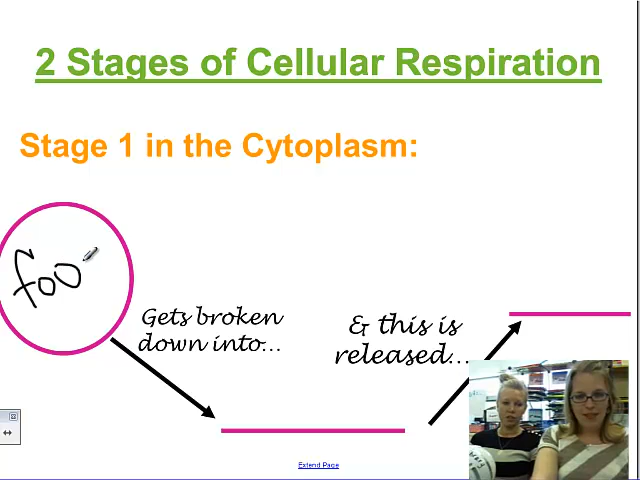 2 Stages of Cellular Respiration
Stage 1 in the Cytoplasm:
foo
Gets broken
down into...
& this is
released...
Extend Page